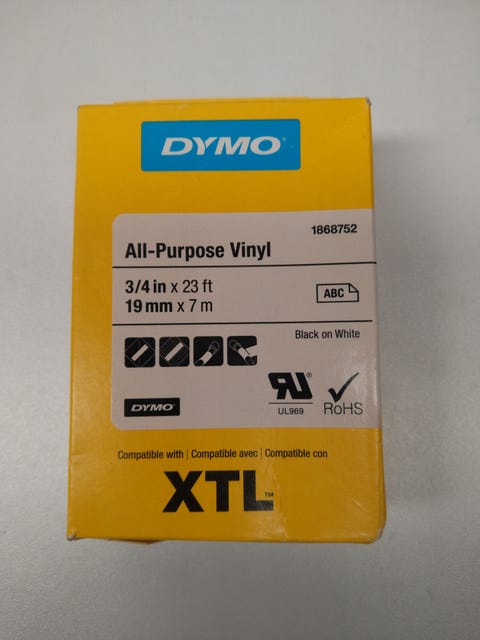 DYMO®
1868752
All-Purpose Vinyl
3/4 in x 23 ft
19 mm x 7 m
ABC
Black on White
DYMO
RU®
UL969
RoHS
Compatible with | Compatible avec | Compatible con
XTL™